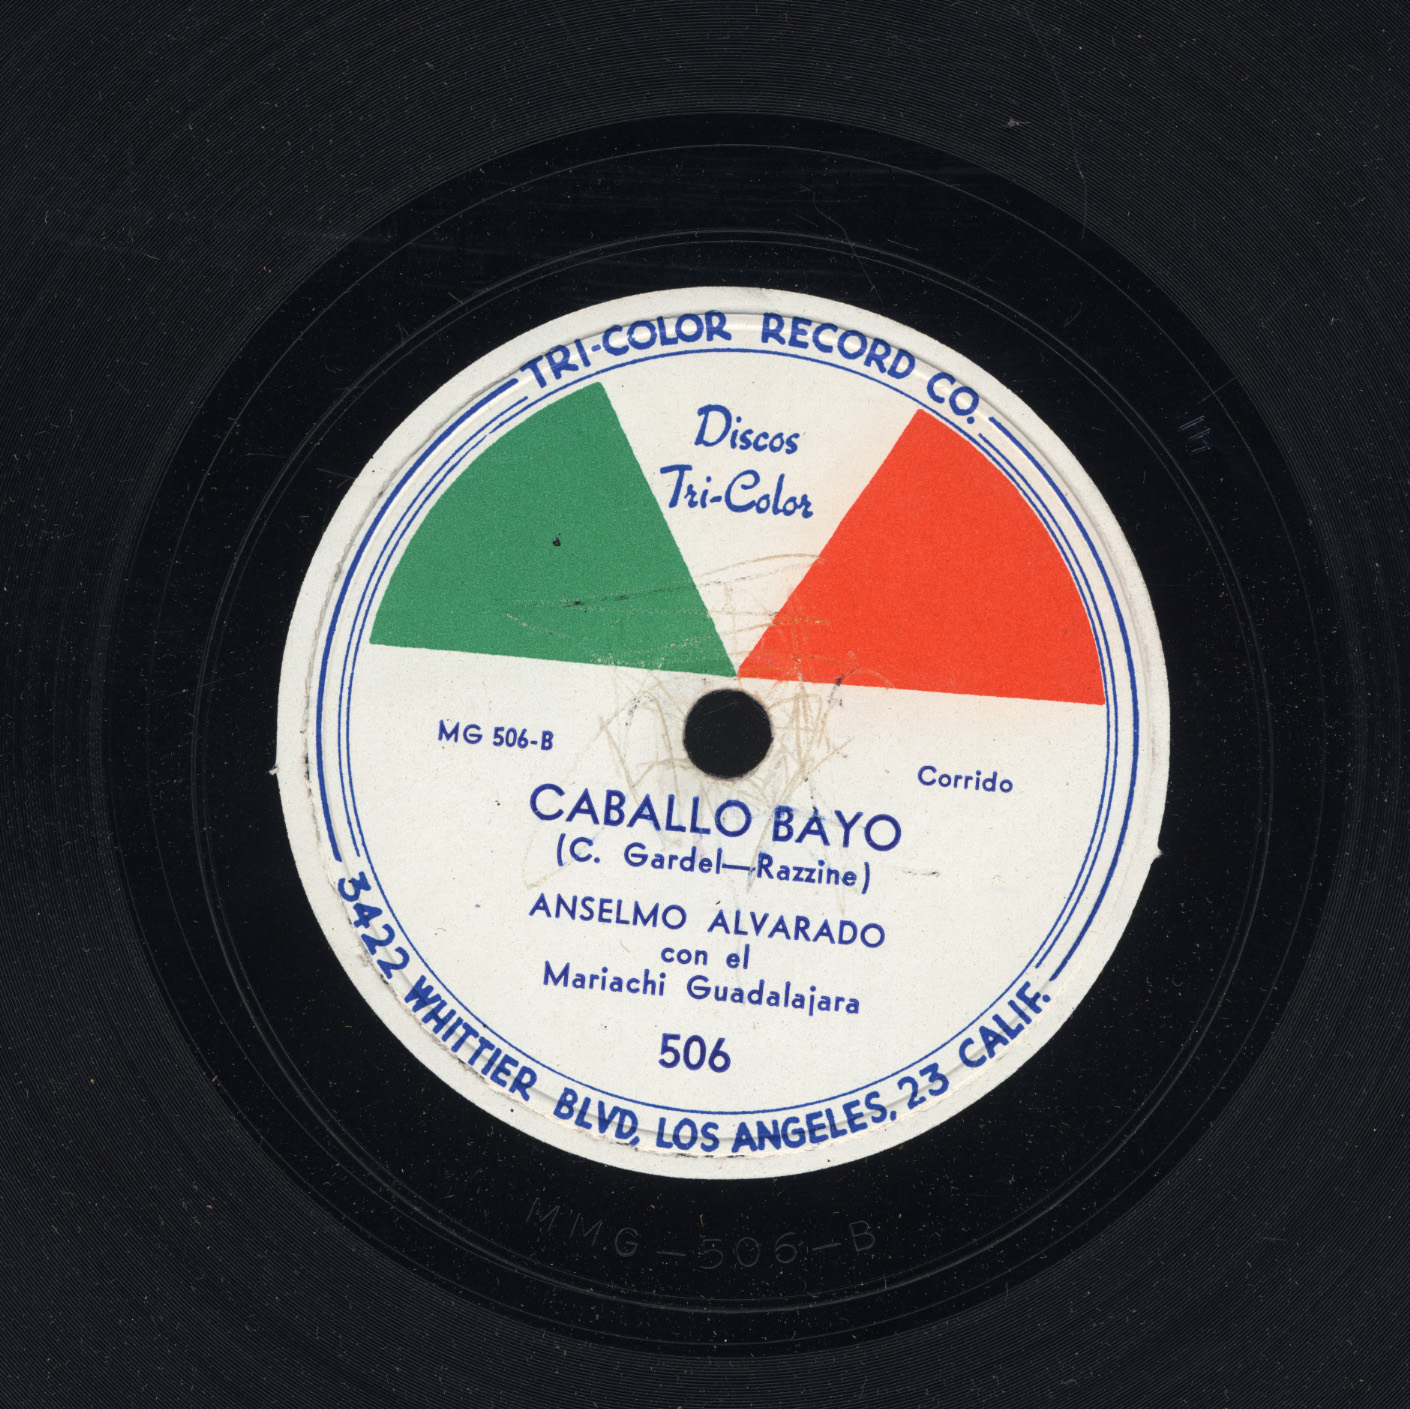 TRI-COLOR RECORD CO.
Discos
Tri-Color
MG 506-B
Corrido
CABALLO BAYO
(C. Gardel—Razzine)
ANSELMO ALVARADO
con el
Mariachi Guadalajara
506
3422 WHITTIER BLVD, LOS ANGELES, 23 CALIF.
MMG-506-B